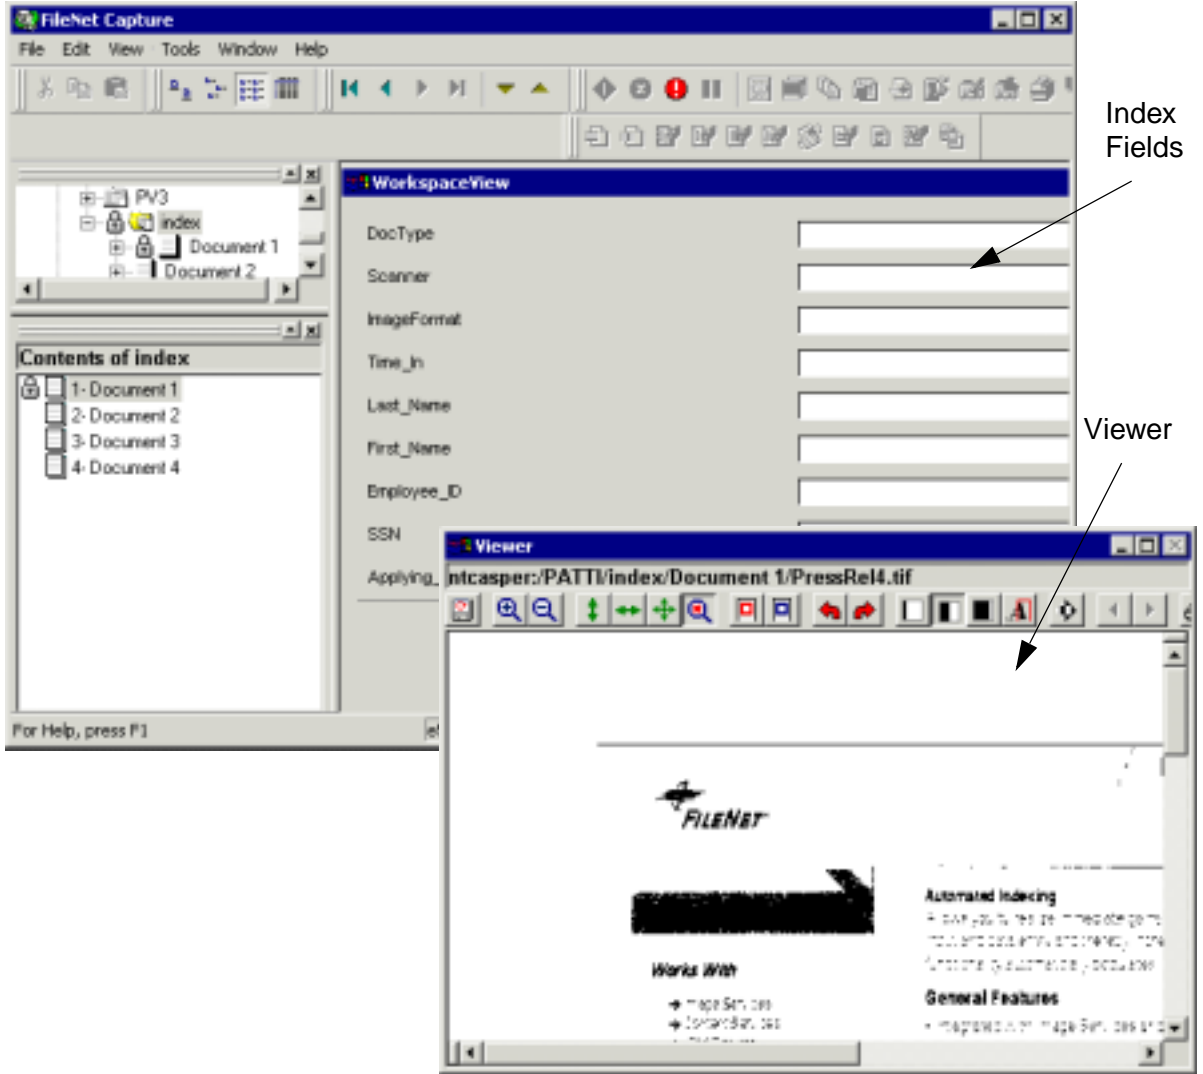 FileNet Capture
File Edit View Tools Window Help
Index
Fields
PV3
index
Document 1
Document 2
WorkspaceView
DocType
Scanner
ImageFormat
Time_In
Last_Name
First_Name
Employee_ID
SSN
Applying_
Contents of index
1- Document 1
2- Document 2
3- Document 3
4- Document 4
For Help, press F1
Viewer
Viewer
ntcasper:/PATTI/index/Document 1/PressRel4.tif
FILENET
Automated Indexing
Works With
Image Services
General Features